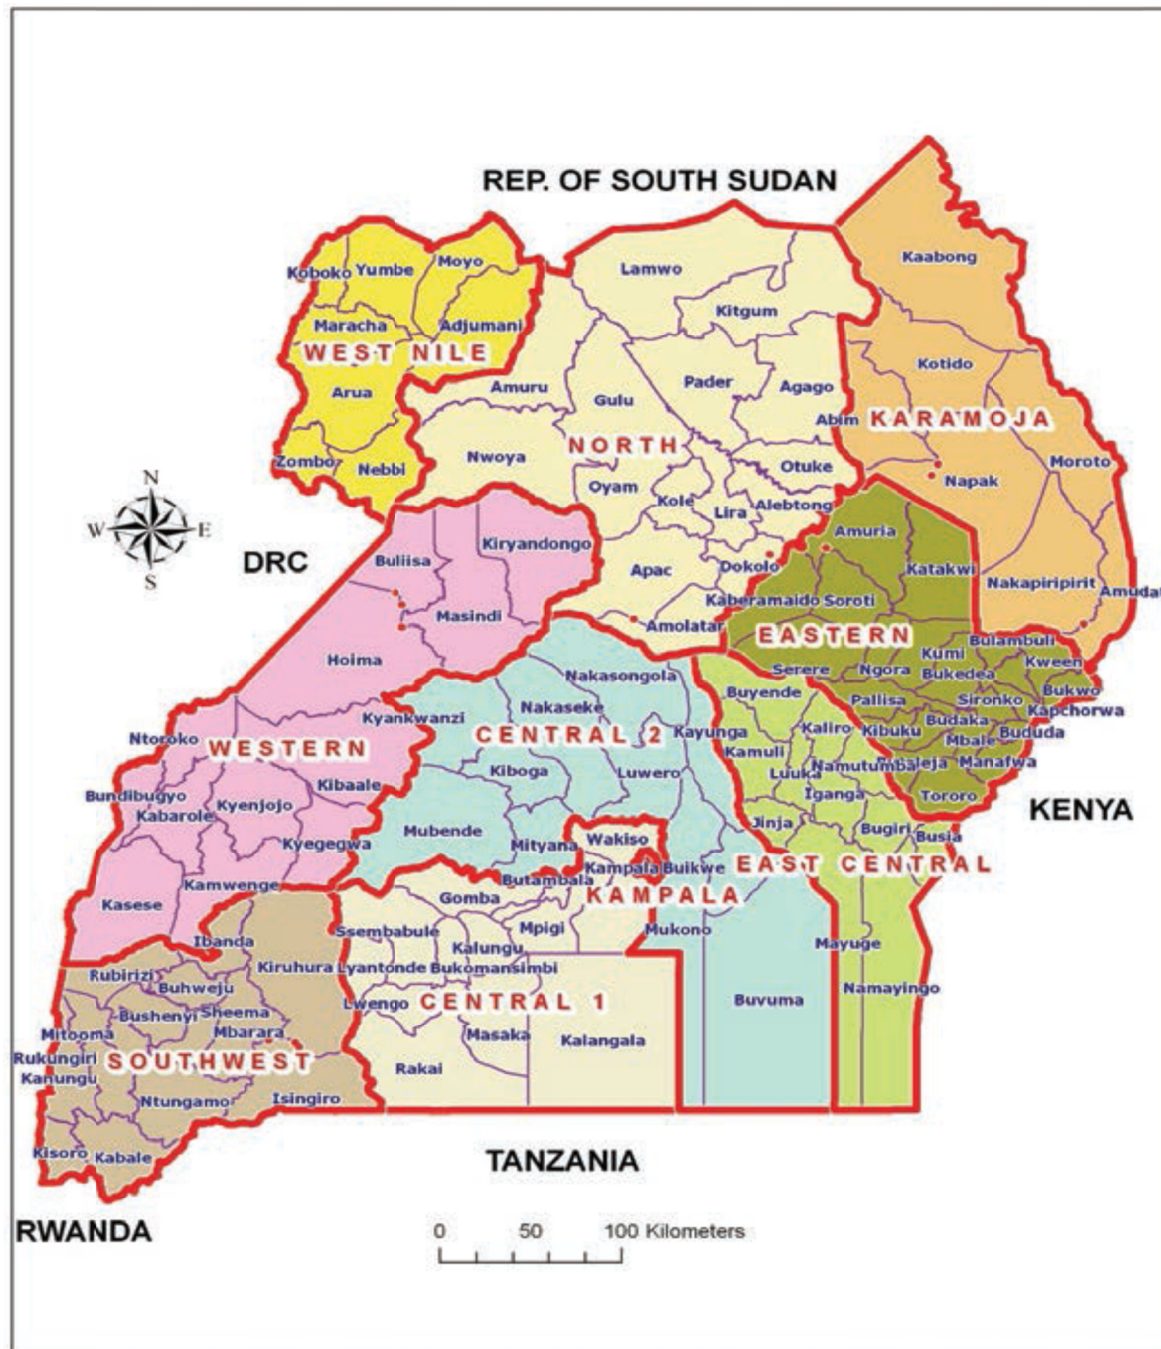 REP. OF SOUTH SUDAN
Kaabong
Moyo
Koboko
Yumbe
Lamwo
Kitgum
Maracha
Adjumani
WEST NILE
Kotido
Pader
Agago
Amuru
Arua
Gulu
Abim
KARAMOJA
NORTH
Zombo
Nebbi
Nwoya
Otuke
Moroto
N
Oyam
Kole
Napak
Lira
Alebtong
W
E
S
DRC
Kiryandongo
Amuria
Buliisa
Apac
Dokolo
Katakwi
Nakapiripirit
Kaberamaido
Soroti
Masindi
Amolatar
EASTERN
Bulambuli
Hoima
Kumi
Kween
Nakasongola
Serere
Ngora
Bukedea
Buyende
Bukwo
Nakaseke
Pallisa
Sironko
Kapchorwa
Kyankwanzi
Kayunga
Kaliro
Kibuku
Budaka
Bududa
Ntoroko
WESTERN
CENTRAL 2
Kamuli
Mbale
Kiboga
Luwero
Luuka
Namutumba
Manafwa
Kibaale
Bundibugyo
Kyenjojo
Iganga
Tororo
Kabarole
KENYA
Mubende
Mityana
Wakiso
Jinja
Bugiri
Busia
Kyegegwa
Kampala
Buikwe
EAST CENTRAL
Kamwenge
Butambala
KAMPALA
Kasese
Gomba
Mpigi
Mukono
Ssembabule
Ibanda
Kalungu
Mayuge
Rubirizi
Kiruhura
Lyantonde
Bukomansimbi
Buhweju
Namayingo
Lwengo
CENTRAL 1
Buvuma
Bushenyi
Sheema
Mitooma
Mbarara
Masaka
Kalangala
Rukungiri
SOUTHWEST
Rakai
Kanungu
Ntungamo
Isingiro
Kisoro
Kabale
TANZANIA
RWANDA
0 50 100 Kilometers